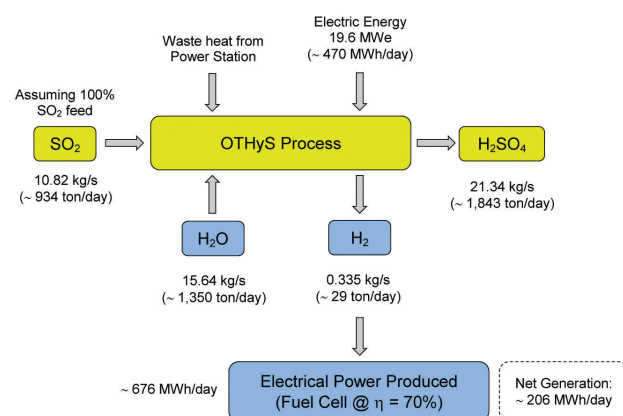 Electric Energy
19.6 MWe
(~ 470 MWh/day)
Waste heat from
Power Station
Assuming 100%
SO₂ feed
SO₂
OTHyS Process
H₂SO₄
10.82 kg/s
(~ 934 ton/day)
21.34 kg/s
(~ 1,843 ton/day)
H₂O
H₂
15.64 kg/s
(~ 1,350 ton/day)
0.335 kg/s
(~ 29 ton/day)
~ 676 MWh/day
Electrical Power Produced
(Fuel Cell @ η = 70%)
Net Generation:
~ 206 MWh/day